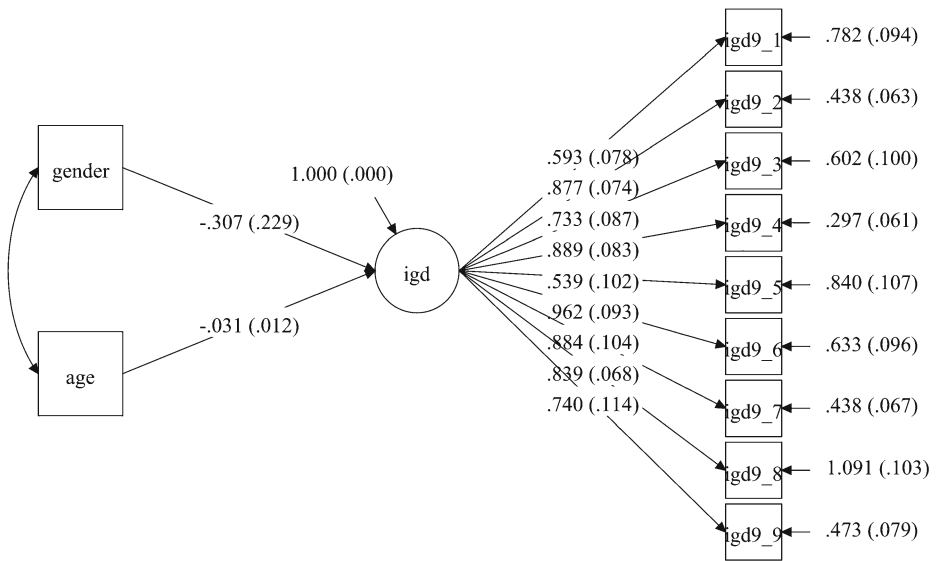 gender
age
-.307 (.229)
-.031 (.012)
1.000 (.000)
igd
.593 (.078)
.877 (.074)
.733 (.087)
.889 (.083)
.539 (.102)
.962 (.093)
.884 (.104)
.839 (.068)
.740 (.114)
igd9_1 .782 (.094)
igd9_2 .438 (.063)
igd9_3 .602 (.100)
igd9_4 .297 (.061)
igd9_5 .840 (.107)
igd9_6 .633 (.096)
igd9_7 .438 (.067)
igd9_8 1.091 (.103)
igd9_9 .473 (.079)